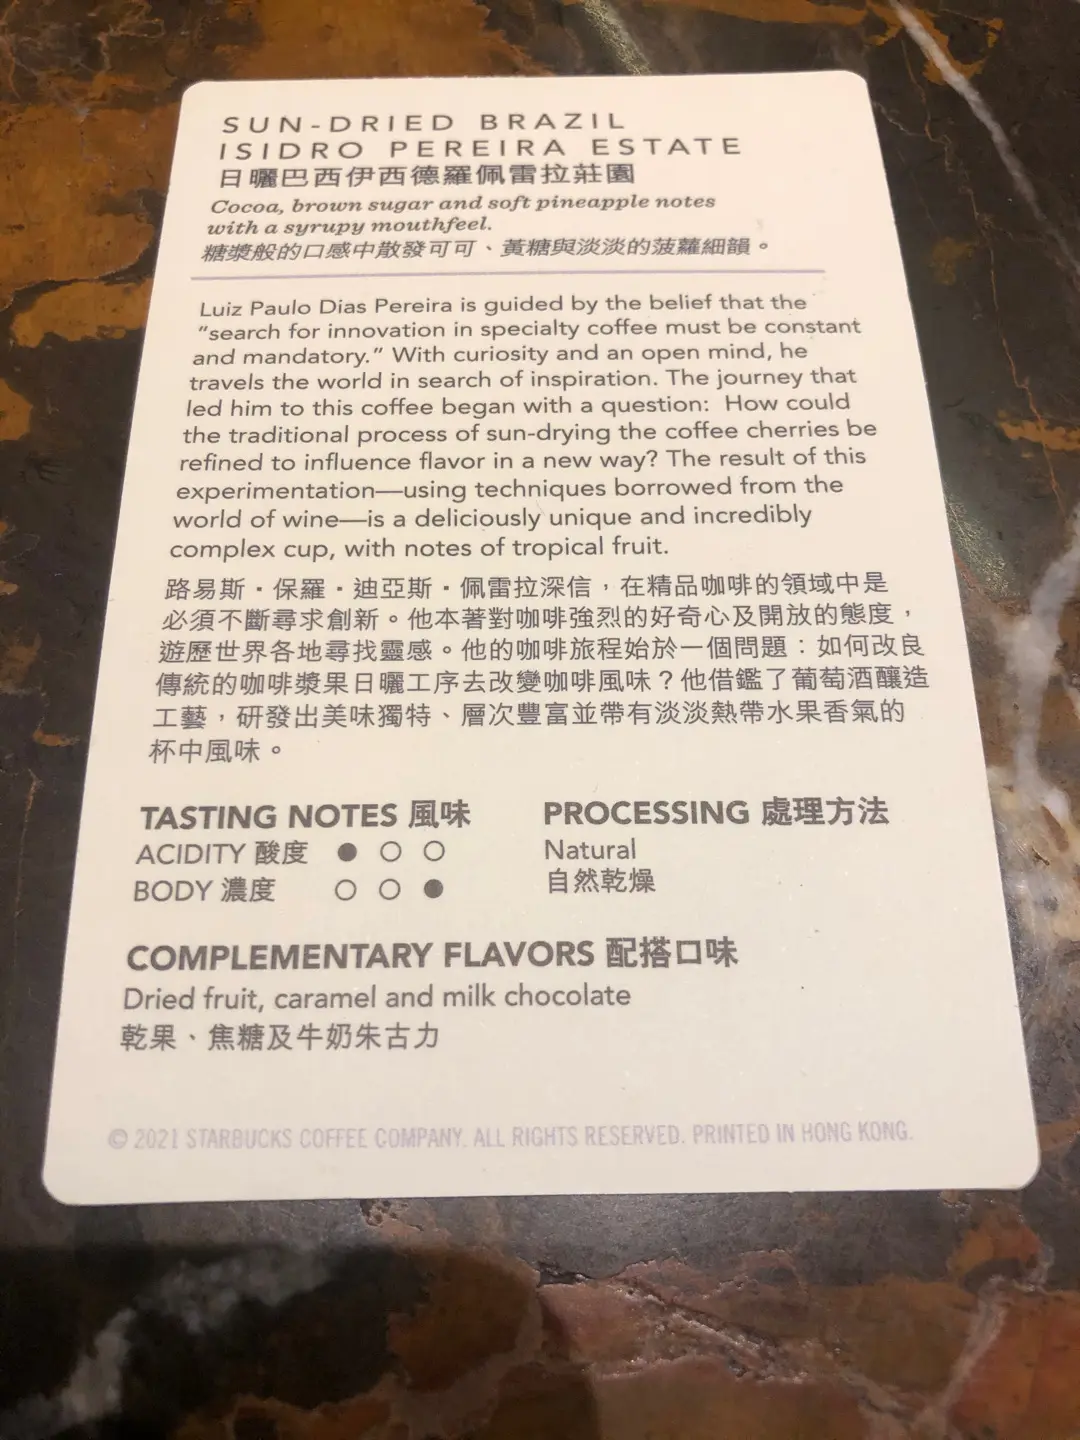 SUN-DRIED BRAZIL
ISIDRO PEREIRA ESTATE
日曬巴西伊西德羅佩雷拉莊園
Cocoa, brown sugar and soft pineapple notes
with a syrupy mouthfeel.
糖漿般的口感中散發可可、黃糖與淡淡的菠蘿細韻。
Luiz Paulo Dias Pereira is guided by the belief that the
“search for innovation in specialty coffee must be constant
and mandatory.” With curiosity and an open mind, he
travels the world in search of inspiration. The journey that
led him to this coffee began with a question: How could
the traditional process of sun-drying the coffee cherries be
refined to influence flavor in a new way? The result of this
experimentation—using techniques borrowed from the
world of wine—is a deliciously unique and incredibly
complex cup, with notes of tropical fruit.
路易斯·保羅·迪亞斯·佩雷拉深信，在精品咖啡的領域中是
必須不斷尋求創新。他本著對咖啡強烈的好奇心及開放的態度，
遊歷世界各地尋找靈感。他的咖啡旅程始於一個問題：如何改良
傳統的咖啡漿果日曬工序去改變咖啡風味？他借鑑了葡萄酒釀造
工藝，研發出美味獨特、層次豐富並帶有淡淡熱帶水果香氣的
杯中風味。
TASTING NOTES 風味
ACIDITY 酸度 ● ○ ○
BODY 濃度 ○ ○ ●
PROCESSING 處理方法
Natural
自然乾燥
COMPLEMENTARY FLAVORS 配搭口味
Dried fruit, caramel and milk chocolate
乾果、焦糖及牛奶朱古力
© 2021 STARBUCKS COFFEE COMPANY. ALL RIGHTS RESERVED. PRINTED IN HONG KONG.